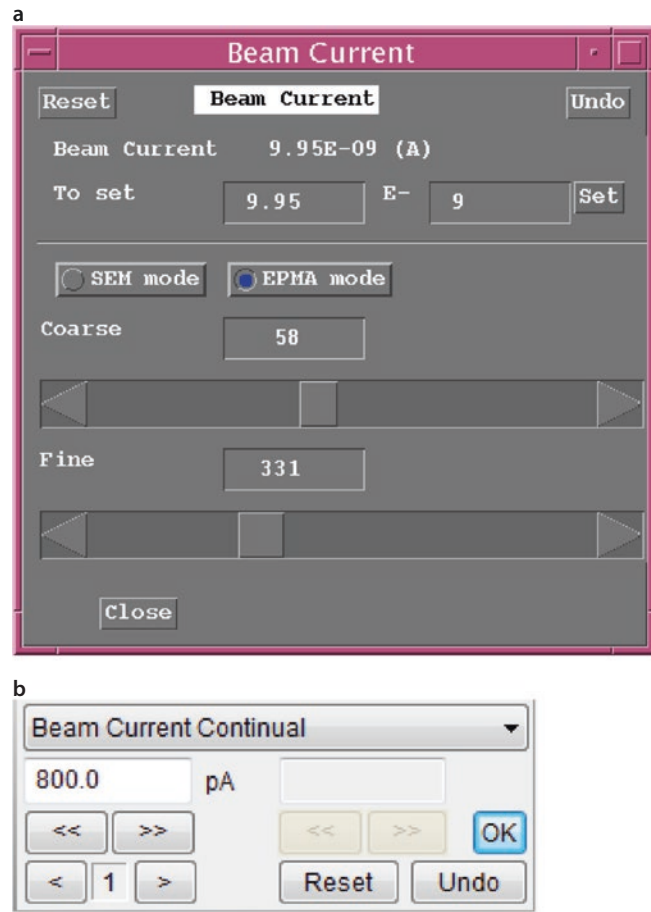 a
Beam Current
Reset Beam Current Undo
Beam Current 9.95E-09 (A)
To set 9.95 E- 9 Set
SEM mode EPMA mode
Coarse 58
Fine 331
Close
b
Beam Current Continual
800.0 pA
<< >> << >> OK
< 1 > Reset Undo